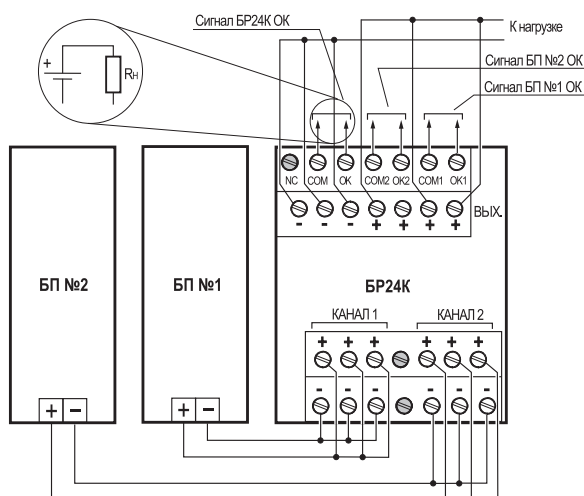 Сигнал БР24К ОК
К нагрузке
Сигнал БП №2 ОК
Сигнал БП №1 ОК
+
Rн
NC COM OK COM2 OK2 COM1 OK1
- - - + + + + ВЫХ.
БП №2 БП №1 БР24К
КАНАЛ 1 КАНАЛ 2
+ + + + + +
- - - - - -
+ - + -